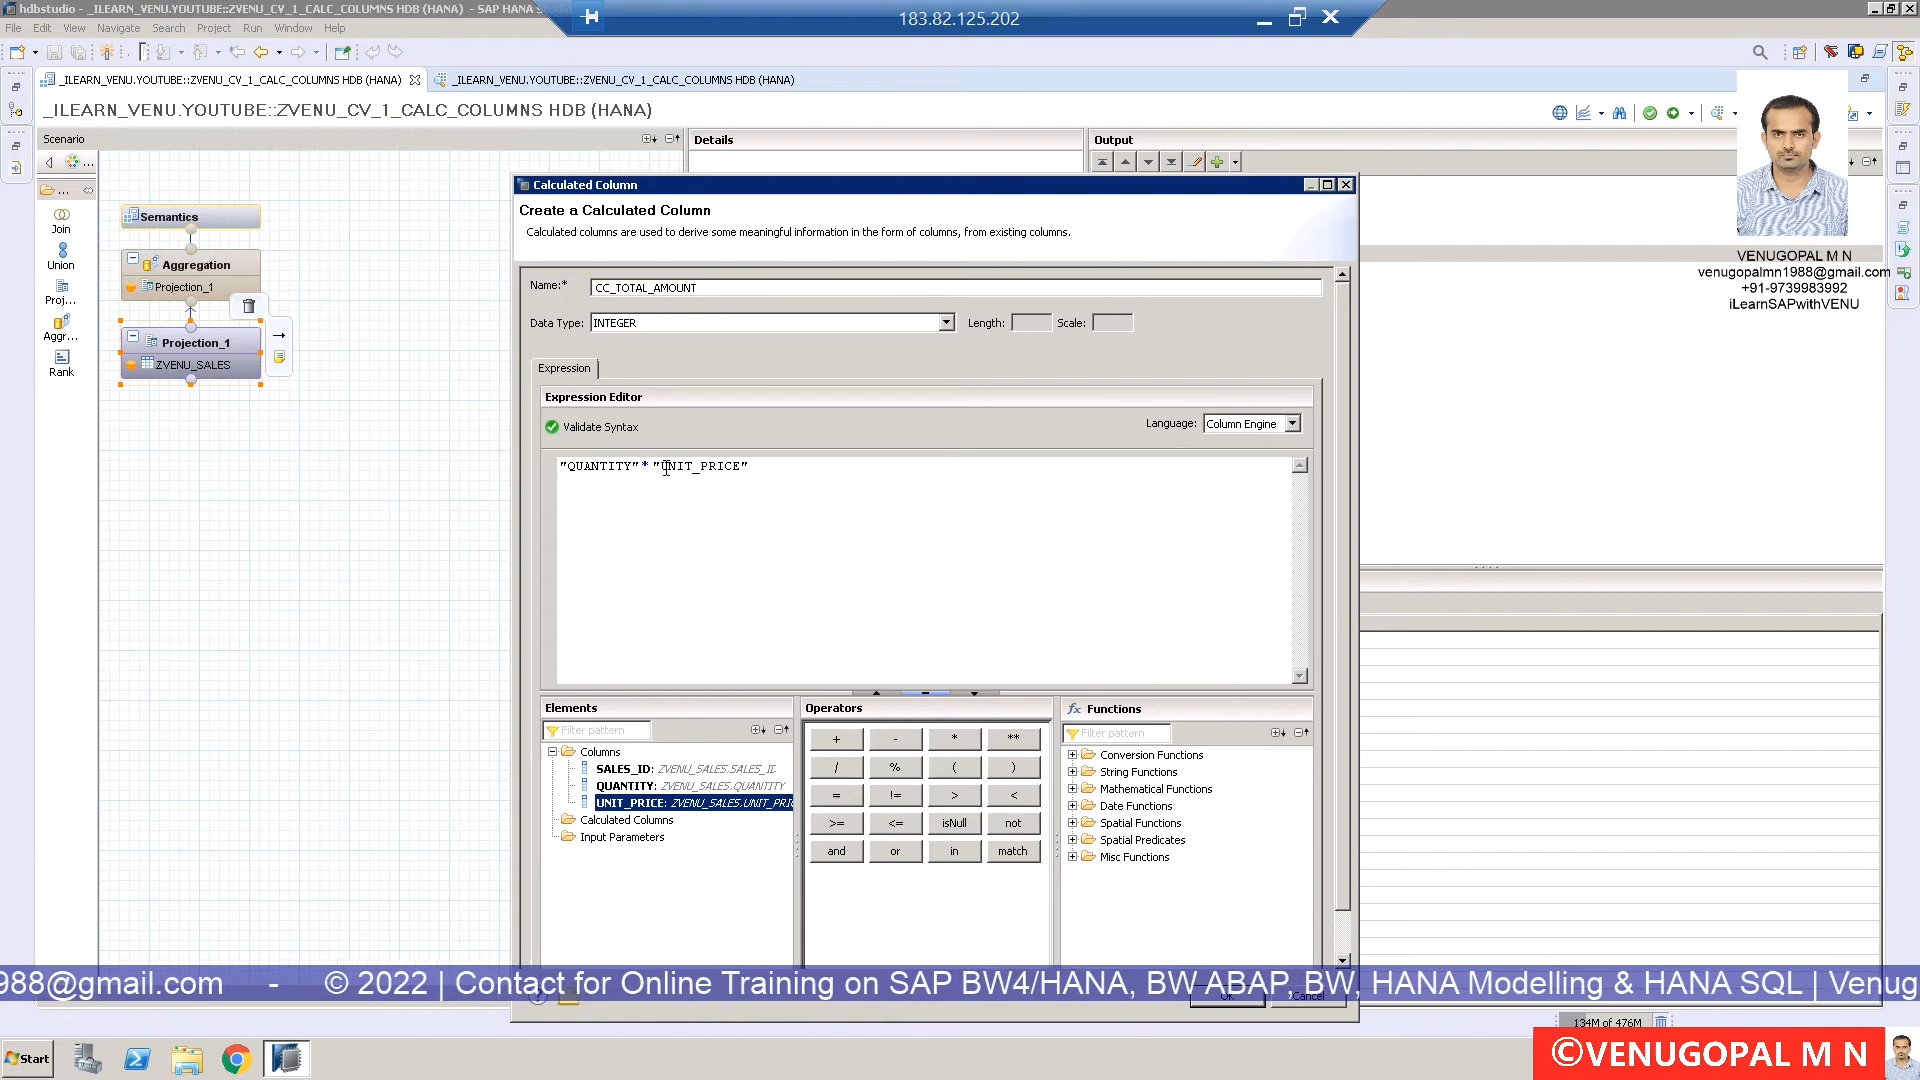 hdbstudio - _ILEARN_VENU.YOUTUBE::ZVENU_CV_1_CALC_COLUMNS HDB (HANA) - SAP HANA S
183.82.125.202
File Edit View Navigate Search Project Run Window Help
_ILEARN_VENU.YOUTUBE::ZVENU_CV_1_CALC_COLUMNS HDB (HANA)
_ILEARN_VENU.YOUTUBE::ZVENU_CV_1_CALC_COLUMNS HDB (HANA)
_ILEARN_VENU.YOUTUBE::ZVENU_CV_1_CALC_COLUMNS HDB (HANA)
Scenario
Details
Output
Join
Union
Proj...
Aggr...
Rank
Semantics
Aggregation
Projection_1
Projection_1
ZVENU_SALES
Calculated Column
Create a Calculated Column
Calculated columns are used to derive some meaningful information in the form of columns, from existing columns.
Name:* CC_TOTAL_AMOUNT
Data Type: INTEGER Length: Scale:
Expression
Expression Editor
Validate Syntax
Language: Column Engine
"QUANTITY" * "UNIT_PRICE"
Elements
Filter pattern
Columns
SALES_ID: ZVENU_SALES.SALES_ID
QUANTITY: ZVENU_SALES.QUANTITY
UNIT_PRICE: ZVENU_SALES.UNIT_PRIC
Calculated Columns
Input Parameters
Operators
+ - * **
/ % ( )
= != > <
>= <= isNull not
and or in match
fx Functions
Filter pattern
Conversion Functions
String Functions
Mathematical Functions
Date Functions
Spatial Functions
Spatial Predicates
Misc Functions
OK Cancel
VENUGOPAL M N
venugopalmn1988@gmail.com
+91-9739983992
iLearnSAPwithVENU
988@gmail.com - © 2022 | Contact for Online Training on SAP BW4/HANA, BW ABAP, BW, HANA Modelling & HANA SQL | Venug
134M of 476M
Start
©VENUGOPAL M N